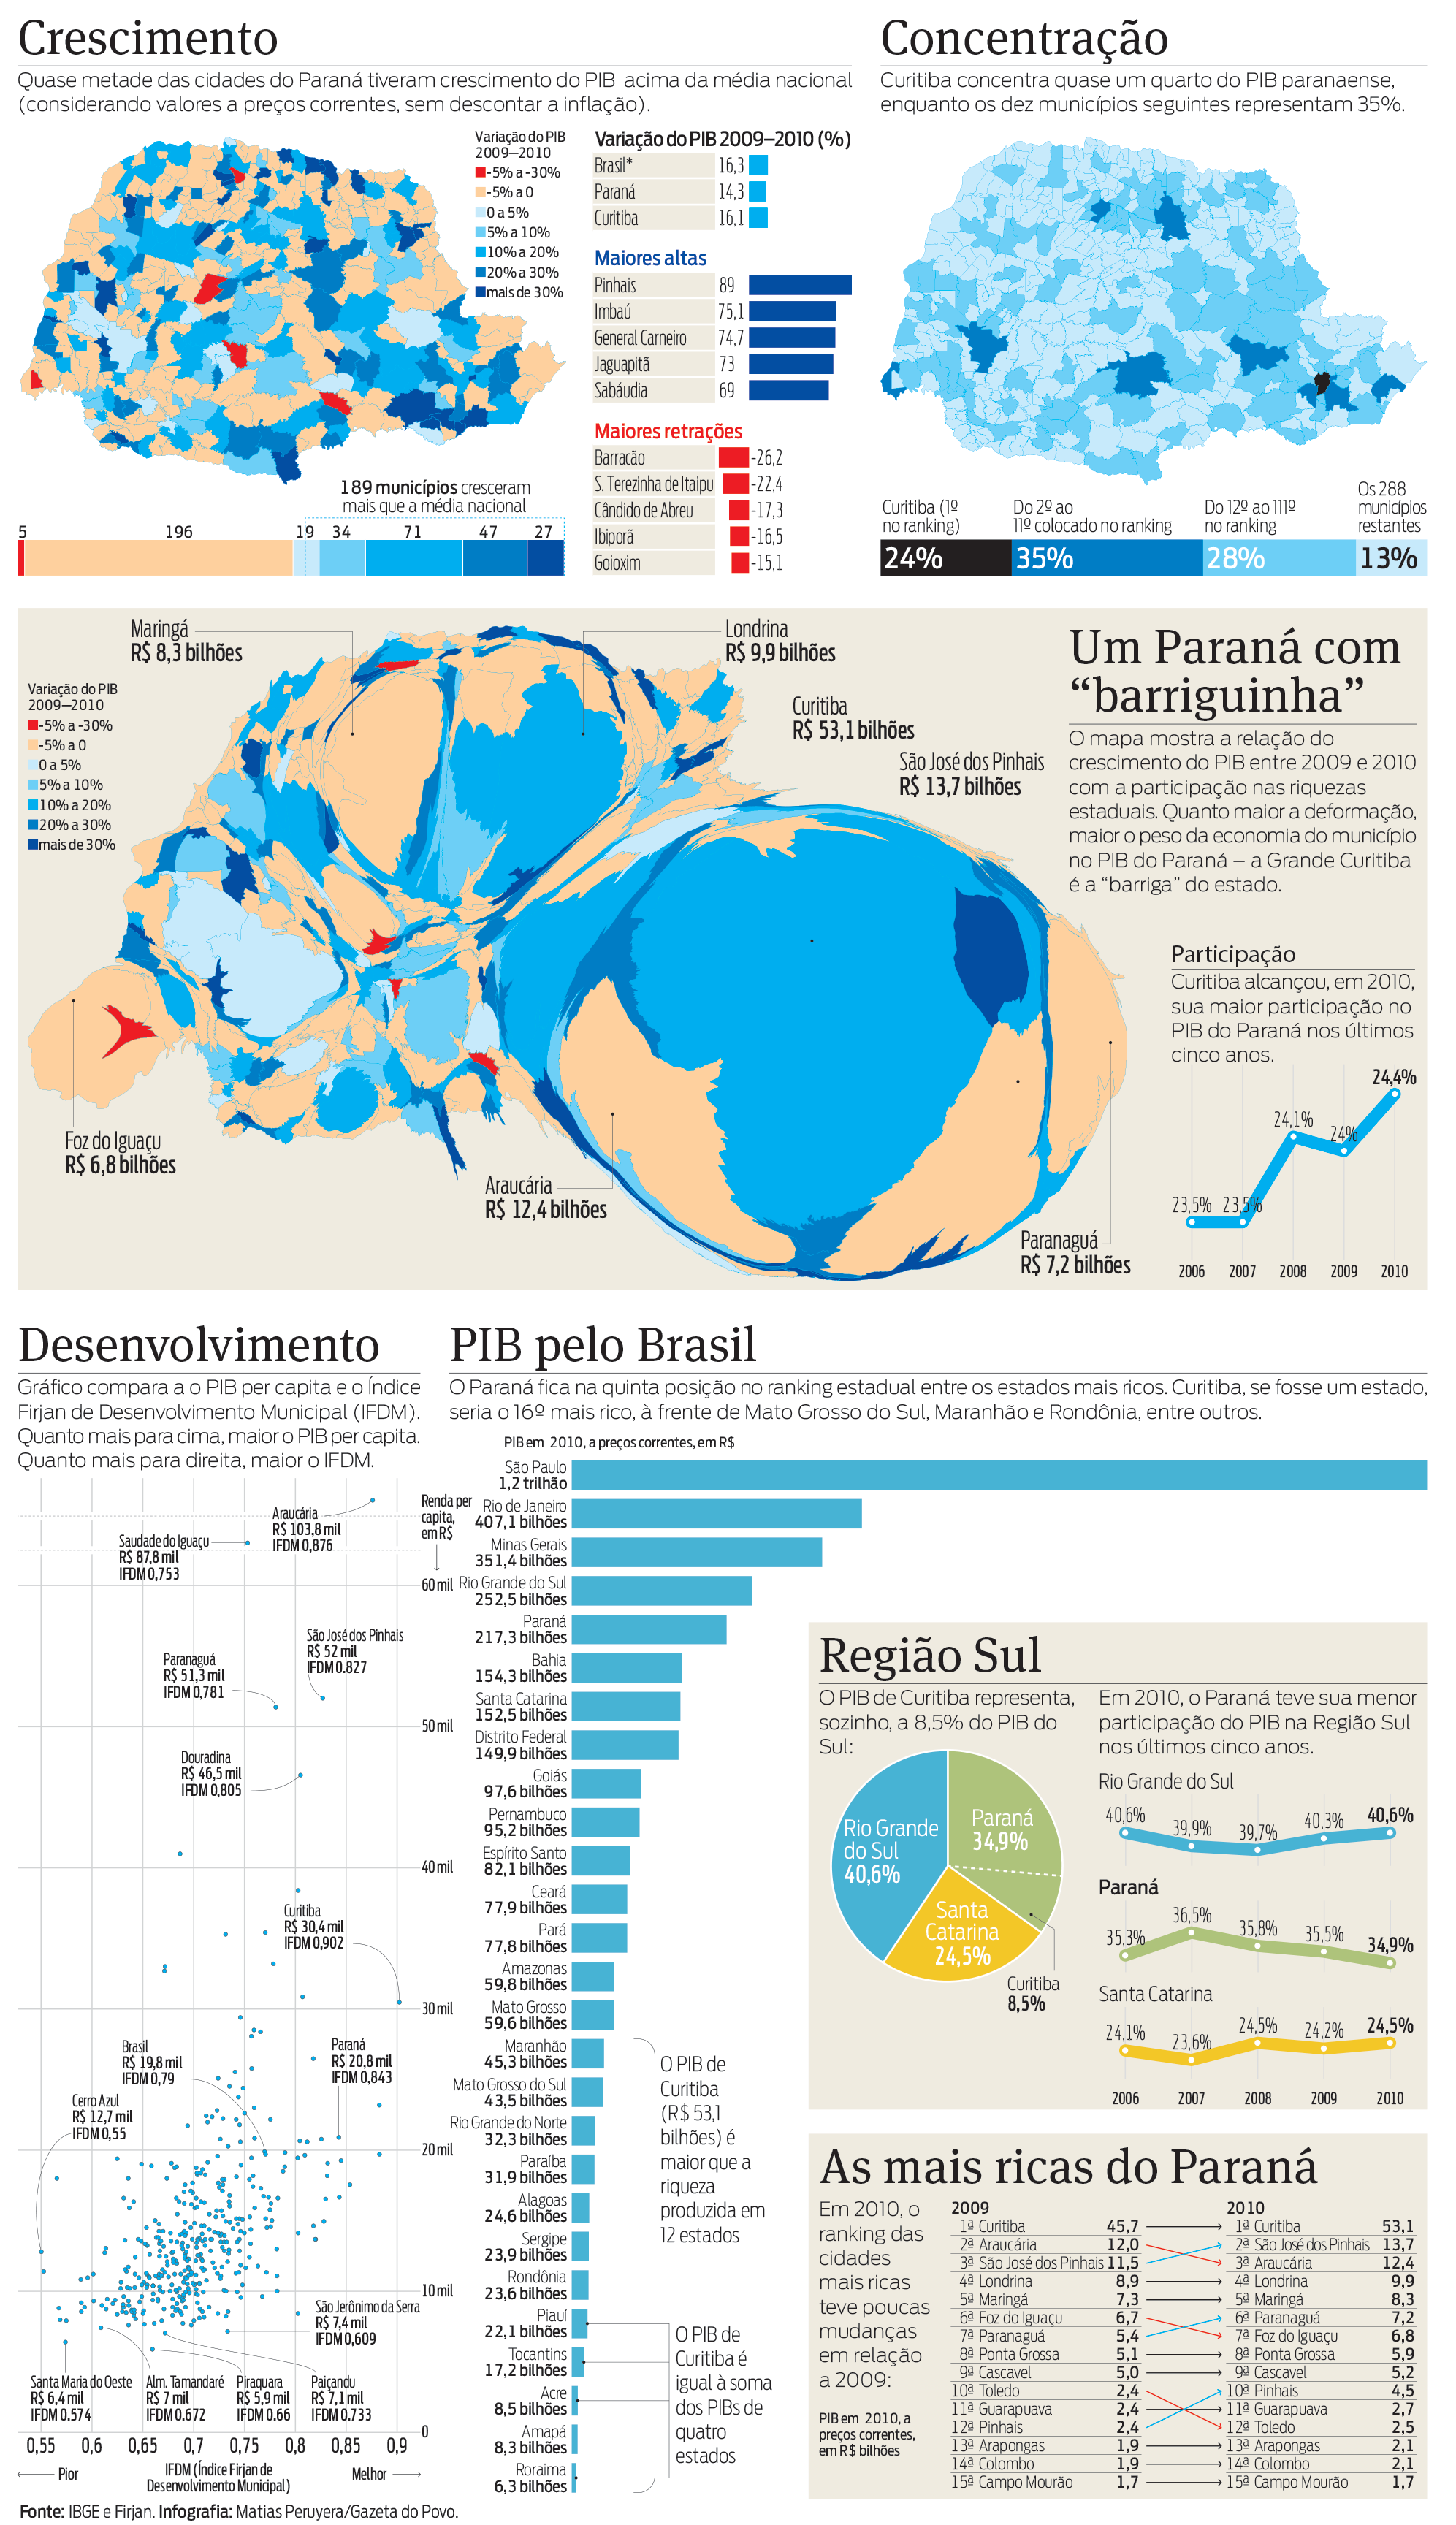 Crescimento
Quase metade das cidades do Paraná tiveram crescimento do PIB acima da média nacional
(considerando valores a preços correntes, sem descontar a inflação).
Variação do PIB
2009–2010
-5% a -30%
-5% a 0
0 a 5%
5% a 10%
10% a 20%
20% a 30%
mais de 30%
189 municípios cresceram
mais que a média nacional
5 196 19 34 71 47 27
Variação do PIB 2009–2010 (%)
Brasil* 16,3
Paraná 14,3
Curitiba 16,1
Maiores altas
Pinhais 89
Imbaú 75,1
General Carneiro 74,7
Jaguapitã 73
Sabáudia 69
Maiores retrações
Barracão -26,2
S. Terezinha de Itaipu -22,4
Cândido de Abreu -17,3
Ibiporã -16,5
Goioxim -15,1
Concentração
Curitiba concentra quase um quarto do PIB paranaense,
enquanto os dez municípios seguintes representam 35%.
Curitiba (1º
no ranking)
24%
Do 2º ao
11º colocado no ranking
35%
Do 12º ao 111º
no ranking
28%
Os 288
municípios
restantes
13%
Um Paraná com
“barriguinha”
O mapa mostra a relação do
crescimento do PIB entre 2009 e 2010
com a participação nas riquezas
estaduais. Quanto maior a deformação,
maior o peso da economia do município
no PIB do Paraná – a Grande Curitiba
é a “barriga” do estado.
Variação do PIB
2009–2010
-5% a -30%
-5% a 0
0 a 5%
5% a 10%
10% a 20%
20% a 30%
mais de 30%
Maringá
R$ 8,3 bilhões
Londrina
R$ 9,9 bilhões
Curitiba
R$ 53,1 bilhões
São José dos Pinhais
R$ 13,7 bilhões
Foz do Iguaçu
R$ 6,8 bilhões
Araucária
R$ 12,4 bilhões
Paranaguá
R$ 7,2 bilhões
Participação
Curitiba alcançou, em 2010,
sua maior participação no
PIB do Paraná nos últimos
cinco anos.
23,5% 23,5% 24,1% 24% 24,4%
2006 2007 2008 2009 2010
Desenvolvimento
Gráfico compara a o PIB per capita e o Índice
Firjan de Desenvolvimento Municipal (IFDM).
Quanto mais para cima, maior o PIB per capita.
Quanto mais para direita, maior o IFDM.
Renda per
capita,
em R$
Araucária
R$ 103,8 mil
IFDM 0,876
Saudade do Iguaçu
R$ 87,8 mil
IFDM 0,753
60 mil
São José dos Pinhais
R$ 52 mil
IFDM 0.827
Paranaguá
R$ 51,3 mil
IFDM 0,781
50 mil
Douradina
R$ 46,5 mil
IFDM 0,805
40 mil
Curitiba
R$ 30,4 mil
IFDM 0,902
30 mil
Brasil
R$ 19,8 mil
IFDM 0,79
Paraná
R$ 20,8 mil
IFDM 0,843
Cerro Azul
R$ 12,7 mil
IFDM 0,55
20 mil
10 mil
São Jerônimo da Serra
R$ 7,4 mil
IFDM 0,609
Santa Maria do Oeste
R$ 6,4 mil
IFDM 0.574
Alm. Tamandaré
R$ 7 mil
IFDM 0.672
Piraquara
R$ 5,9 mil
IFDM 0.66
Paiçandu
R$ 7,1 mil
IFDM 0.733
0
0,55 0,6 0,65 0,7 0,75 0,8 0,85 0,9
Pior
IFDM (Índice Firjan de
Desenvolvimento Municipal)
Melhor
Fonte: IBGE e Firjan. Infografia: Matias Peruyera/Gazeta do Povo.
PIB pelo Brasil
O Paraná fica na quinta posição no ranking estadual entre os estados mais ricos. Curitiba, se fosse um estado,
seria o 16º mais rico, à frente de Mato Grosso do Sul, Maranhão e Rondônia, entre outros.
PIB em 2010, a preços correntes, em R$
São Paulo
1,2 trilhão
Rio de Janeiro
407,1 bilhões
Minas Gerais
351,4 bilhões
Rio Grande do Sul
252,5 bilhões
Paraná
217,3 bilhões
Bahia
154,3 bilhões
Santa Catarina
152,5 bilhões
Distrito Federal
149,9 bilhões
Goiás
97,6 bilhões
Pernambuco
95,2 bilhões
Espírito Santo
82,1 bilhões
Ceará
77,9 bilhões
Pará
77,8 bilhões
Amazonas
59,8 bilhões
Mato Grosso
59,6 bilhões
Maranhão
45,3 bilhões
Mato Grosso do Sul
43,5 bilhões
Rio Grande do Norte
32,3 bilhões
Paraíba
31,9 bilhões
Alagoas
24,6 bilhões
Sergipe
23,9 bilhões
Rondônia
23,6 bilhões
Piauí
22,1 bilhões
Tocantins
17,2 bilhões
Acre
8,5 bilhões
Amapá
8,3 bilhões
Roraima
6,3 bilhões
O PIB de
Curitiba
(R$ 53,1
bilhões) é
maior que a
riqueza
produzida em
12 estados
O PIB de
Curitiba é
igual à soma
dos PIBs de
quatro
estados
Região Sul
O PIB de Curitiba representa,
sozinho, a 8,5% do PIB do
Sul:
Rio Grande
do Sul
40,6%
Paraná
34,9%
Santa
Catarina
24,5%
Curitiba
8,5%
Em 2010, o Paraná teve sua menor
participação do PIB na Região Sul
nos últimos cinco anos.
Rio Grande do Sul
40,6% 39,9% 39,7% 40,3% 40,6%
Paraná
35,3% 36,5% 35,8% 35,5% 34,9%
Santa Catarina
24,1% 23,6% 24,5% 24,2% 24,5%
2006 2007 2008 2009 2010
As mais ricas do Paraná
Em 2010, o
ranking das
cidades
mais ricas
teve poucas
mudanças
em relação
a 2009:
PIB em 2010, a
preços correntes,
em R$ bilhões
2009 2010
1ª Curitiba 45,7 1ª Curitiba 53,1
2ª Araucária 12,0 2ª São José dos Pinhais 13,7
3ª São José dos Pinhais 11,5 3ª Araucária 12,4
4ª Londrina 8,9 4ª Londrina 9,9
5ª Maringá 7,3 5ª Maringá 8,3
6ª Foz do Iguaçu 6,7 6ª Paranaguá 7,2
7ª Paranaguá 5,4 7ª Foz do Iguaçu 6,8
8ª Ponta Grossa 5,1 8ª Ponta Grossa 5,9
9ª Cascavel 5,0 9ª Cascavel 5,2
10ª Toledo 2,4 10ª Pinhais 4,5
11ª Guarapuava 2,4 11ª Guarapuava 2,7
12ª Pinhais 2,4 12ª Toledo 2,5
13ª Arapongas 1,9 13ª Arapongas 2,1
14ª Colombo 1,9 14ª Colombo 2,1
15ª Campo Mourão 1,7 15ª Campo Mourão 1,7